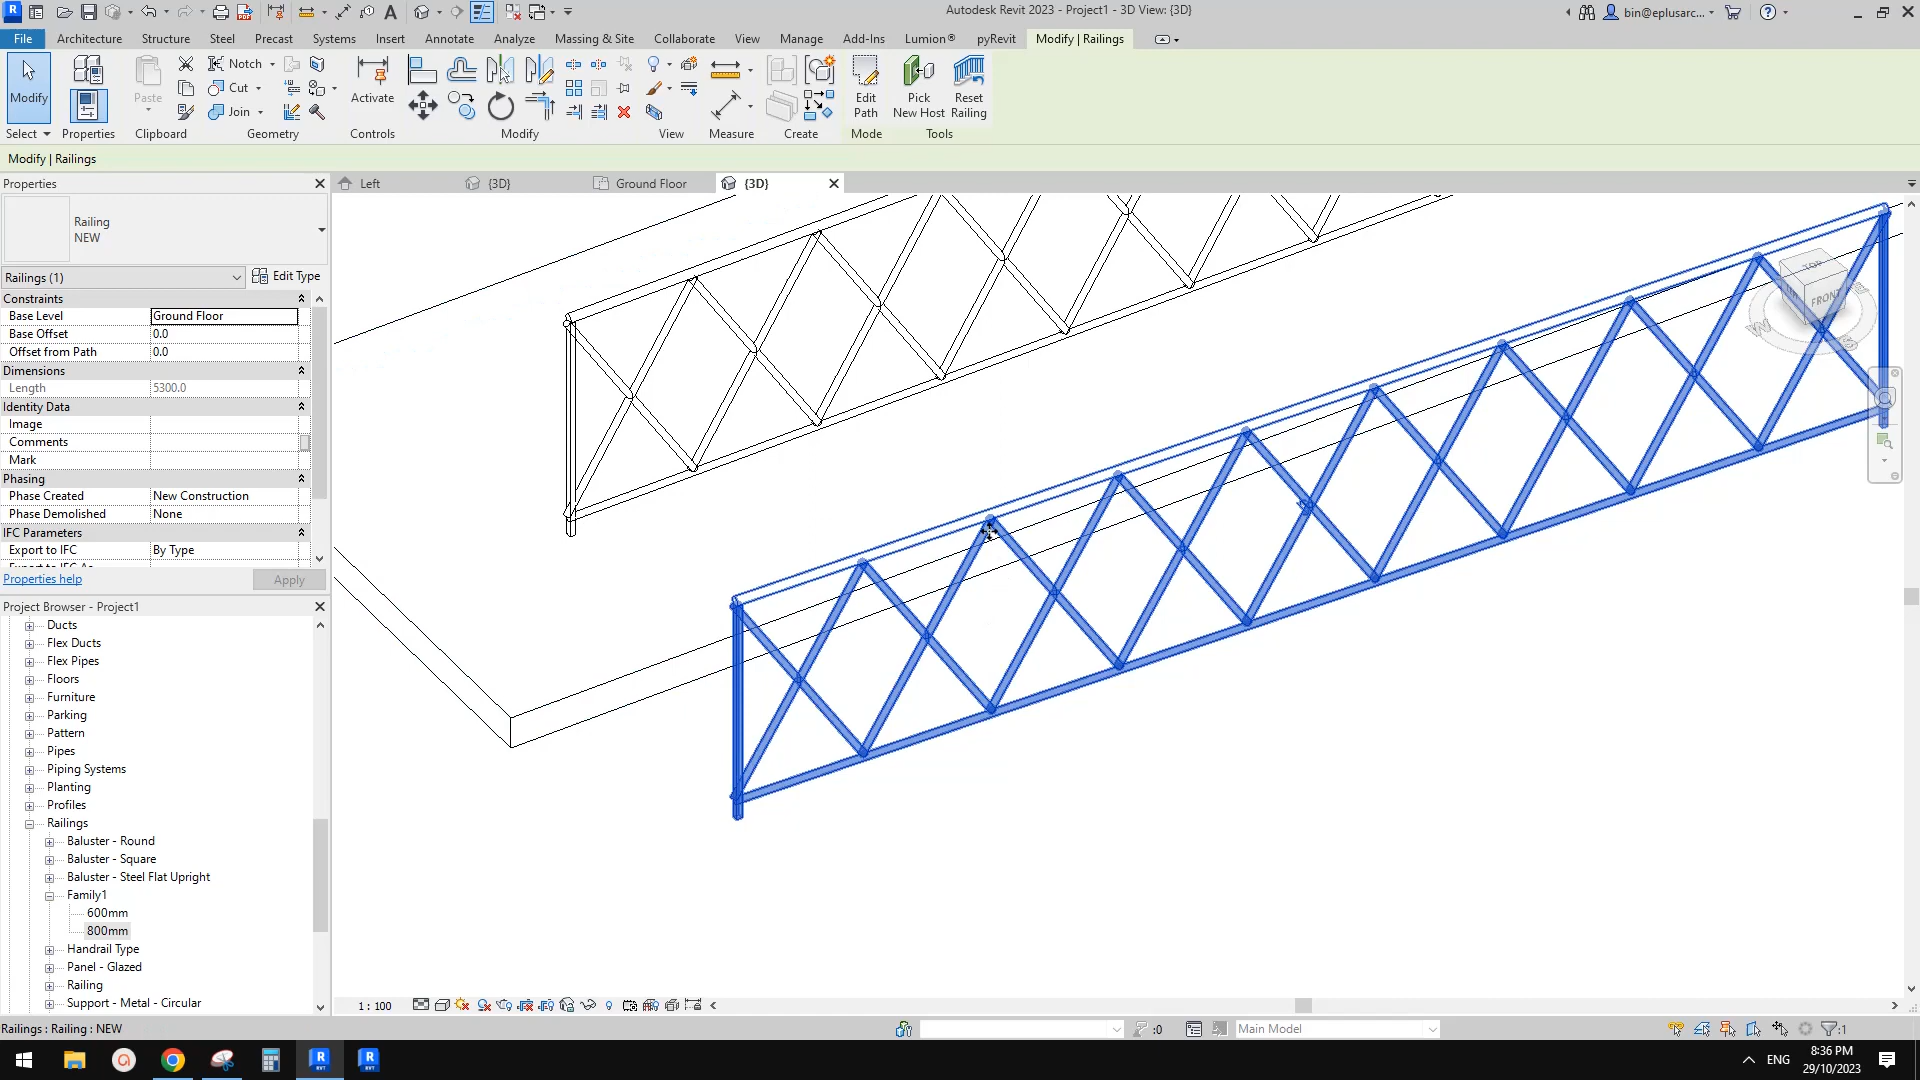 Autodesk Revit 2023 - Project1 - 3D View: {3D}
bin@eplusarc...
File Architecture Structure Steel Precast Systems Insert Annotate Analyze Massing & Site Collaborate View Manage Add-Ins Lumion® pyRevit Modify | Railings
Modify
Paste
Notch
Cut
Join
Activate
Edit Path
Pick New Host
Reset Railing
Select Properties Clipboard Geometry Controls Modify View Measure Create Mode Tools
Modify | Railings
Properties
Left {3D} Ground Floor {3D}
Railing
NEW
Railings (1) Edit Type
Constraints
Base Level Ground Floor
Base Offset 0.0
Offset from Path 0.0
Dimensions
Length 5300.0
Identity Data
Image
Comments
Mark
Phasing
Phase Created New Construction
Phase Demolished None
IFC Parameters
Export to IFC By Type
Properties help Apply
Project Browser - Project1
Ducts
Flex Ducts
Flex Pipes
Floors
Furniture
Parking
Pattern
Pipes
Piping Systems
Planting
Profiles
Railings
Baluster - Round
Baluster - Square
Baluster - Steel Flat Upright
Family1
600mm
800mm
Handrail Type
Panel - Glazed
Railing
Support - Metal - Circular
TOP
FRONT
W
1 : 100
Railings : Railing : NEW
:0
Main Model
:1
ENG
8:36 PM
29/10/2023